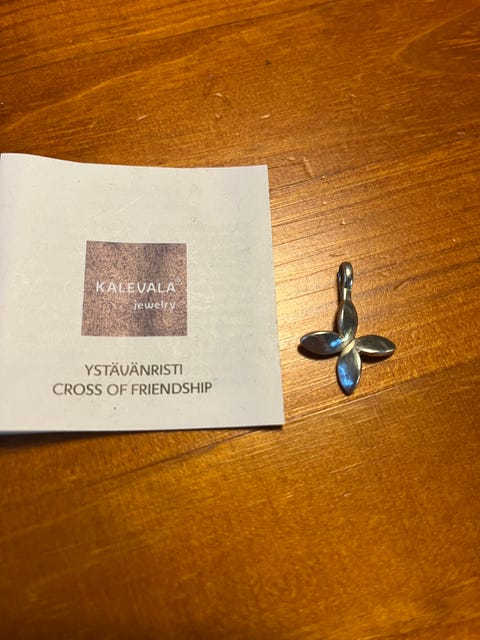 KALEVALA
jewelry
YSTÄVÄNRISTI
CROSS OF FRIENDSHIP